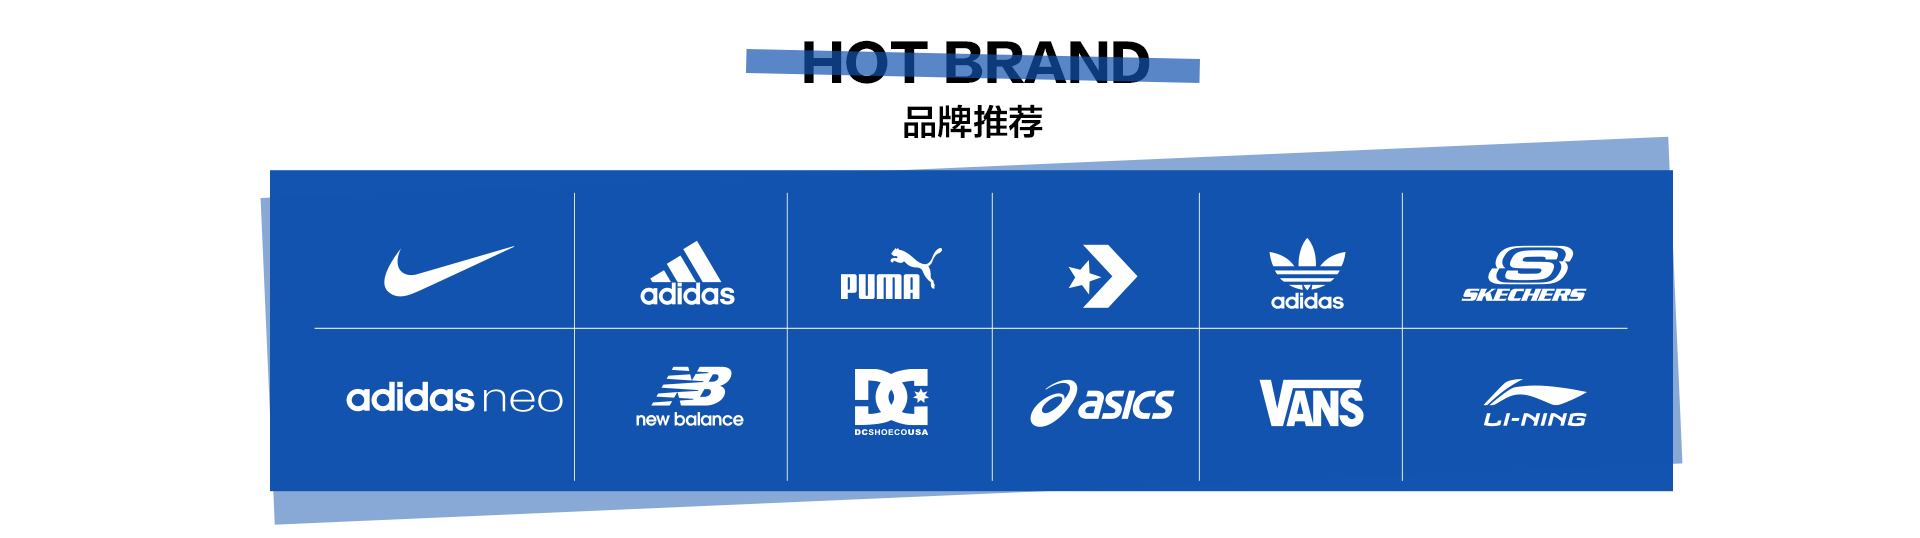 HOT BRAND
品牌推荐
adidas
PUMA
adidas
SKECHERS
adidas neo
new balance
DCSHOECOUSA
asics
VANS
LI-NING